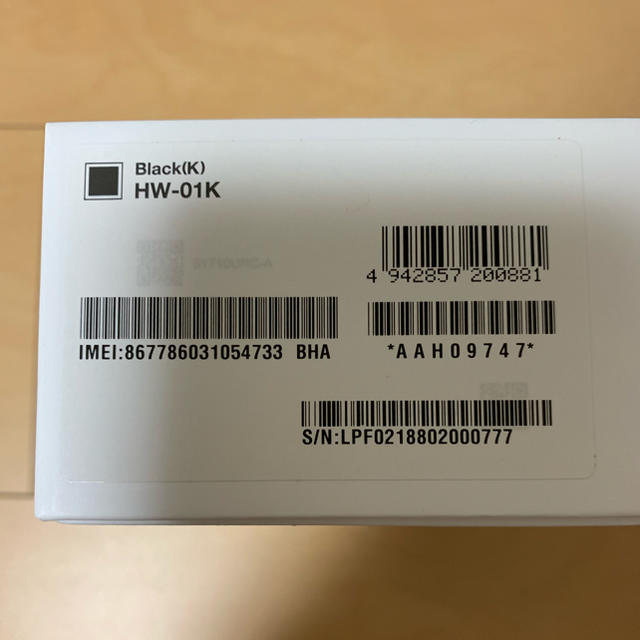 Black(K)
HW-01K
4 942857 200881
IMEI:867786031054733 BHA
*AAH09747*
S/N:LPF0218802000777